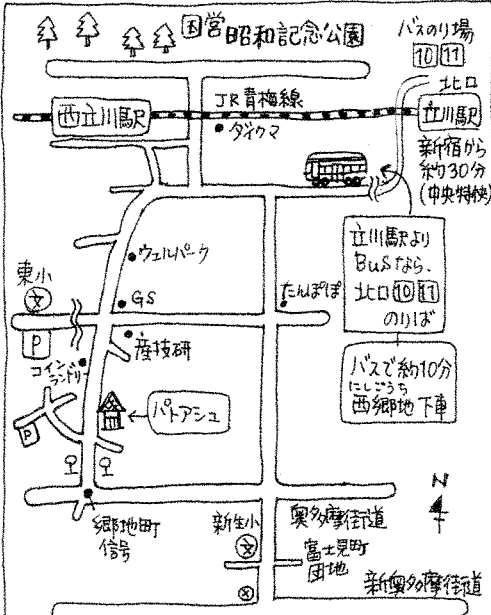 国営昭和記念公園
バスのり場
10 11
北口
JR青梅線
西立川駅
立川駅
ダイクマ
新宿から
約30分
(中央特快)
立川駅より
BUSなら、
北口10 11
のりば
ウェルパーク
東小
文
GS
たんぽぽ
P
産技研
コイン
ランドリー
バスで約10分
にしごうち
西郷地下車
パトアシュ
P
N
郷地町
信号
新生小
文
奥多摩街道
富士見町
団地
新奥多摩街道